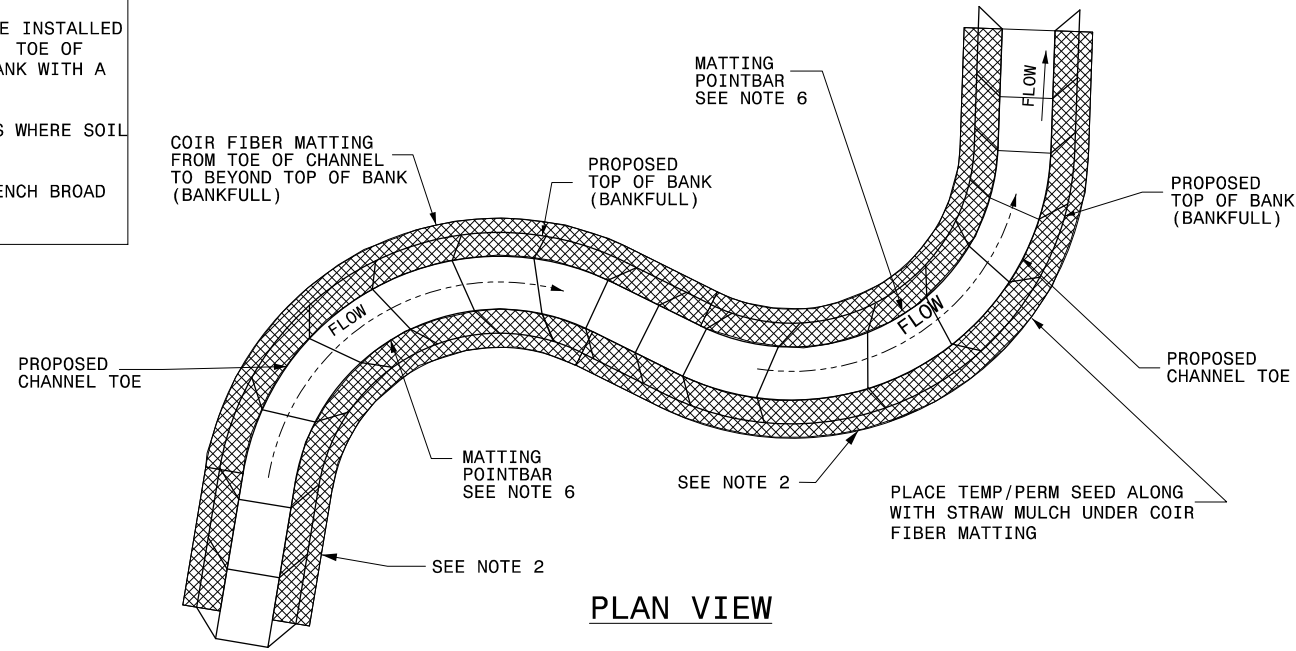 E INSTALLED
TOE OF
ANK WITH A
S WHERE SOIL
ENCH BROAD
COIR FIBER MATTING
FROM TOE OF CHANNEL
TO BEYOND TOP OF BANK
(BANKFULL)
PROPOSED
TOP OF BANK
(BANKFULL)
MATTING
POINTBAR
SEE NOTE 6
FLOW
PROPOSED
TOP OF BANK
(BANKFULL)
FLOW
FLOW
PROPOSED
CHANNEL TOE
PROPOSED
CHANNEL TOE
MATTING
POINTBAR
SEE NOTE 6
SEE NOTE 2
PLACE TEMP/PERM SEED ALONG
WITH STRAW MULCH UNDER COIR
FIBER MATTING
SEE NOTE 2
PLAN VIEW